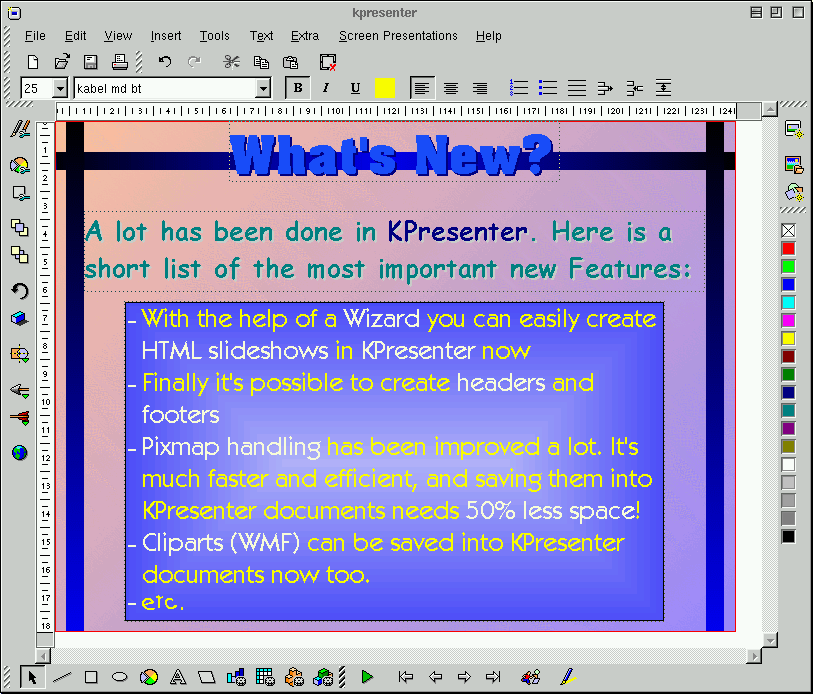 kpresenter
File Edit View Insert Tools Text Extra Screen Presentations Help
25 kabel md bt B I U
What's New?
A lot has been done in KPresenter. Here is a
short list of the most important new Features:
- With the help of a Wizard you can easily create
HTML slideshows in KPresenter now
- Finally it's possible to create headers and
footers
- Pixmap handling has been improved a lot. It's
much faster and efficient, and saving them into
KPresenter documents needs 50% less space!
- Cliparts (WMF) can be saved into KPresenter
documents now too.
- etc.